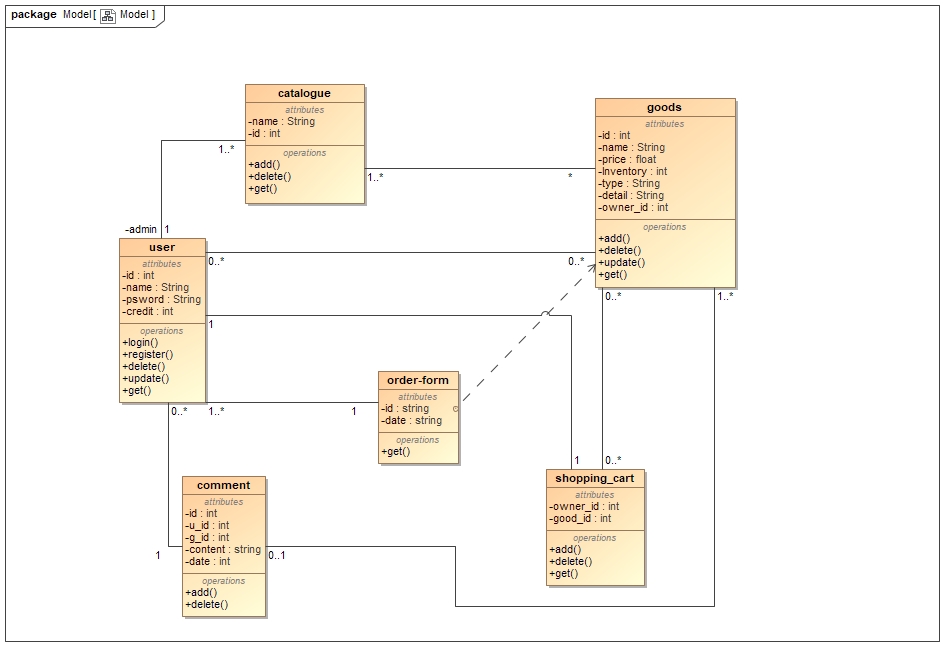 package Model[ Model ]
catalogue
attributes
-name : String
-id : int
operations
+add()
+delete()
+get()
goods
attributes
-id : int
-name : String
-price : float
-Inventory : int
-type : String
-detail : String
-owner_id : int
operations
+add()
+delete()
+update()
+get()
1..*
1..*
*
-admin
1
user
attributes
-id : int
-name : String
-psword : String
-credit : int
operations
+login()
+register()
+delete()
+update()
+get()
0..*
0..*
1
0..*
1..*
0..*
1..*
1
order-form
attributes
-id : string
-date : string
operations
+get()
1
0..*
shopping_cart
attributes
-owner_id : int
-good_id : int
operations
+add()
+delete()
+get()
comment
attributes
-id : int
-u_id : int
-g_id : int
-content : string
-date : int
operations
+add()
+delete()
1
0..1